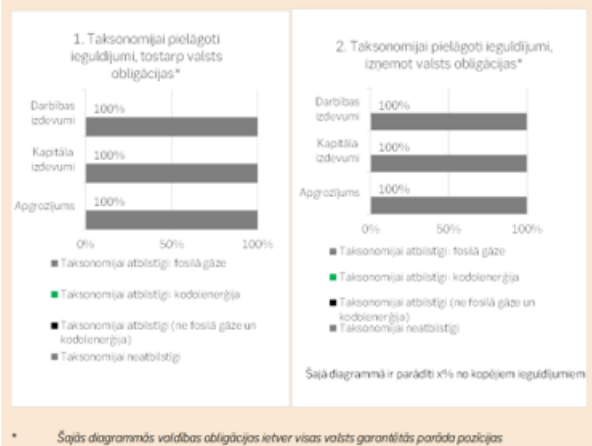 1. Taksonomijai pielāgoti
ieguldījumi, tostarp valsts
obligācijas*
Darbības
izdevumi
100%
Kapitāla
izdevumi
100%
Apgrozījums
100%
0%
50%
100%
Taksonomijai atbilstīgi: fosilā gāze
Taksonomijai atbilstīgi: kodolenerģija
Taksonomijai atbilstīgi (ne fosilā gāze un
kodolenerģija)
Taksonomijai neatbilstīgi
2. Taksonomijai pielāgoti ieguldījumi,
izņemot valsts obligācijas*
Darbības
izdevumi
100%
Kapitāla
izdevumi
100%
Apgrozījums
100%
0%
50%
100%
Taksonomijai atbilstīgi: fosilā gāze
Taksonomijai atbilstīgi: kodolenerģija
Taksonomijai atbilstīgi (ne fosilā gāze un
kodolenerģija)
Taksonomijai neatbilstīgi
Šajā diagrammā ir parādīti x% no kopējiem ieguldījumiem
* Šajās diagrammās valdības obligācijas ietver visas valsts garantētās parāda pozīcijas